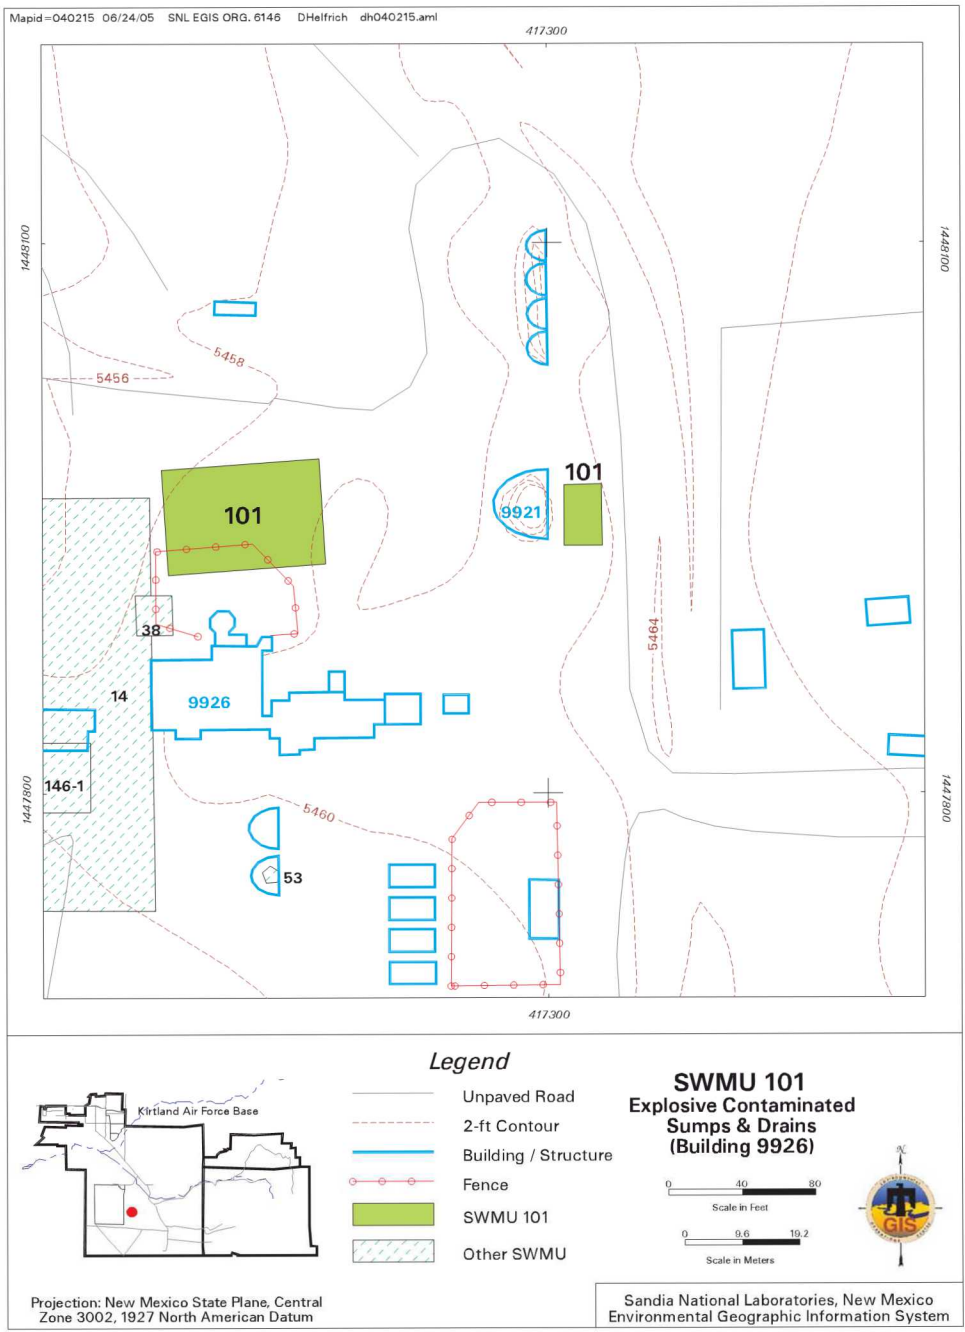 Mapid=040215 06/24/05 SNL EGIS ORG. 6146 DHelfrich dh040215.aml
417300
1448100
1448100
5458
5456
101
101
9921
38
5464
14
9926
146-1
1447800
1447800
5460
53
417300
Kirtland Air Force Base
Legend
Unpaved Road
2-ft Contour
Building / Structure
Fence
SWMU 101
Other SWMU
SWMU 101
Explosive Contaminated
Sumps & Drains
(Building 9926)
0 40 80
Scale in Feet
0 9.6 19.2
Scale in Meters
N
GIS
Projection: New Mexico State Plane, Central
Zone 3002, 1927 North American Datum
Sandia National Laboratories, New Mexico
Environmental Geographic Information System